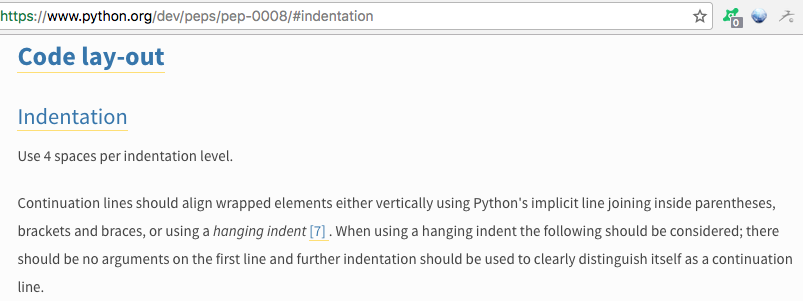 https://www.python.org/dev/peps/pep-0008/#indentation
0
Code lay-out
Indentation
Use 4 spaces per indentation level.
Continuation lines should align wrapped elements either vertically using Python's implicit line joining inside parentheses,
brackets and braces, or using a hanging indent [7] . When using a hanging indent the following should be considered; there
should be no arguments on the first line and further indentation should be used to clearly distinguish itself as a continuation
line.